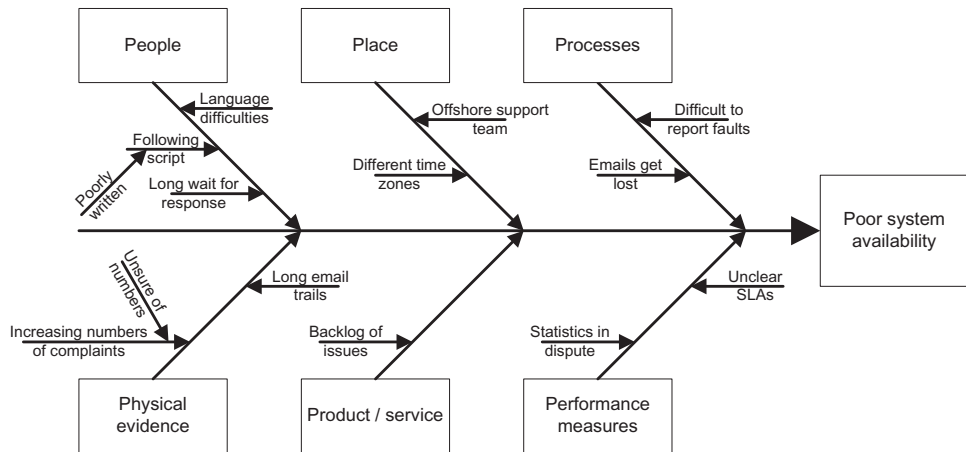 People
Place
Processes
Language
difficulties
Following
script
Poorly
written
Long wait for
response
Offshore support
team
Different time
zones
Difficult to
report faults
Emails get
lost
Poor system
availability
Unsure of
numbers
Increasing numbers
of complaints
Long email
trails
Backlog of
issues
Unclear
SLAs
Statistics in
dispute
Physical
evidence
Product / service
Performance
measures